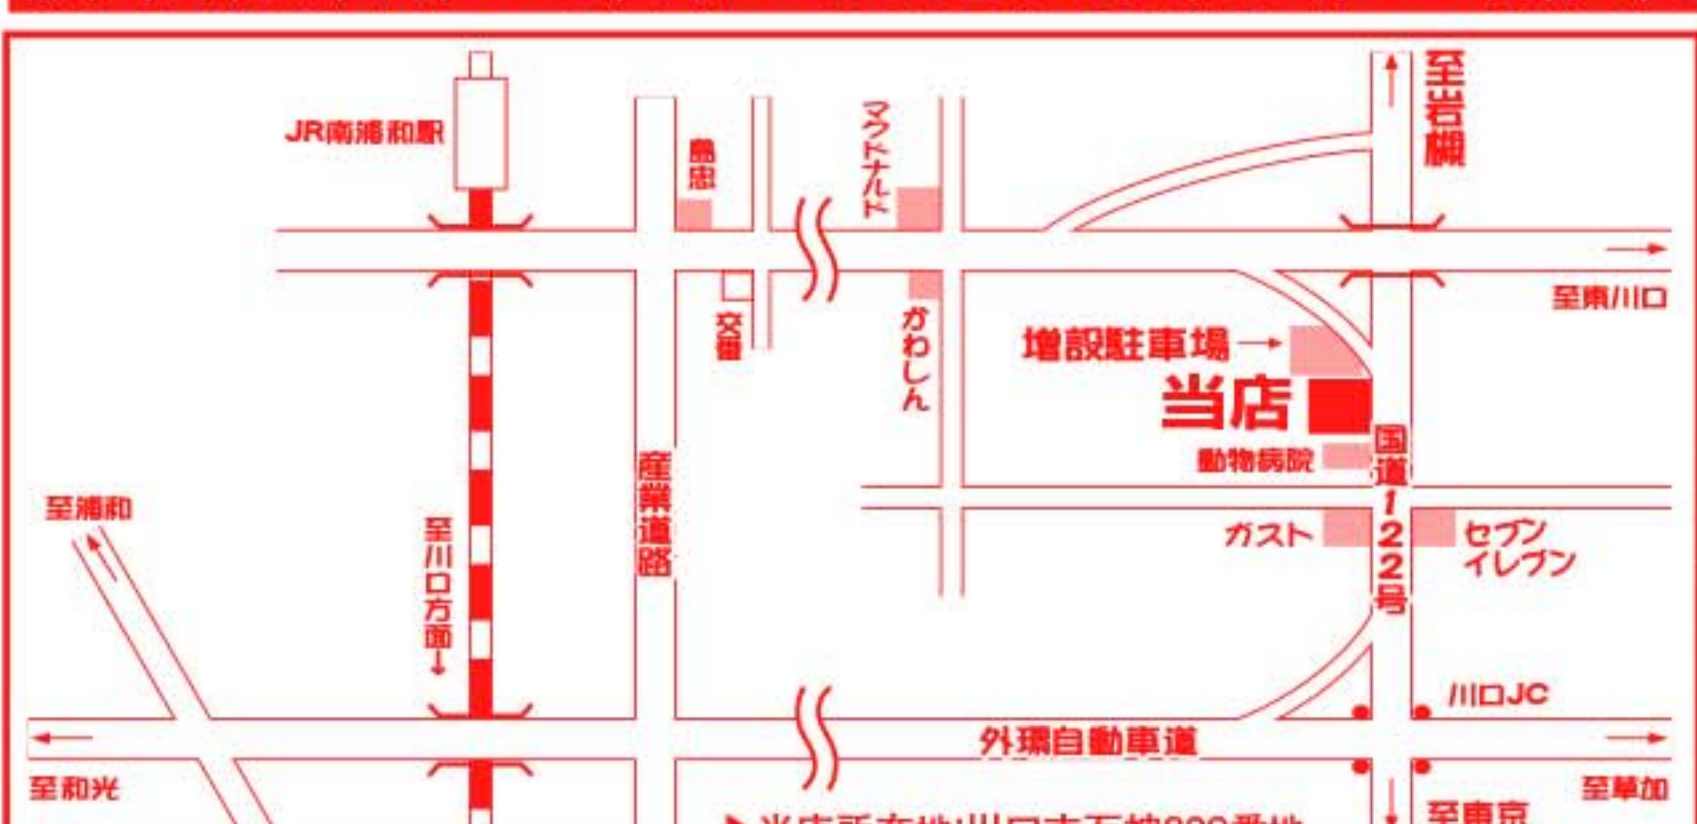 至岩槻
JR南浦和駅
島忠
マクドナルド
至東川口
交番
かわしん
増設駐車場→
当店
動物病院
国道122号
産業道路
至浦和
至川口方面↓
ガスト
セブン
イレブン
川口JC
外環自動車道
至和光
至草加
至東京